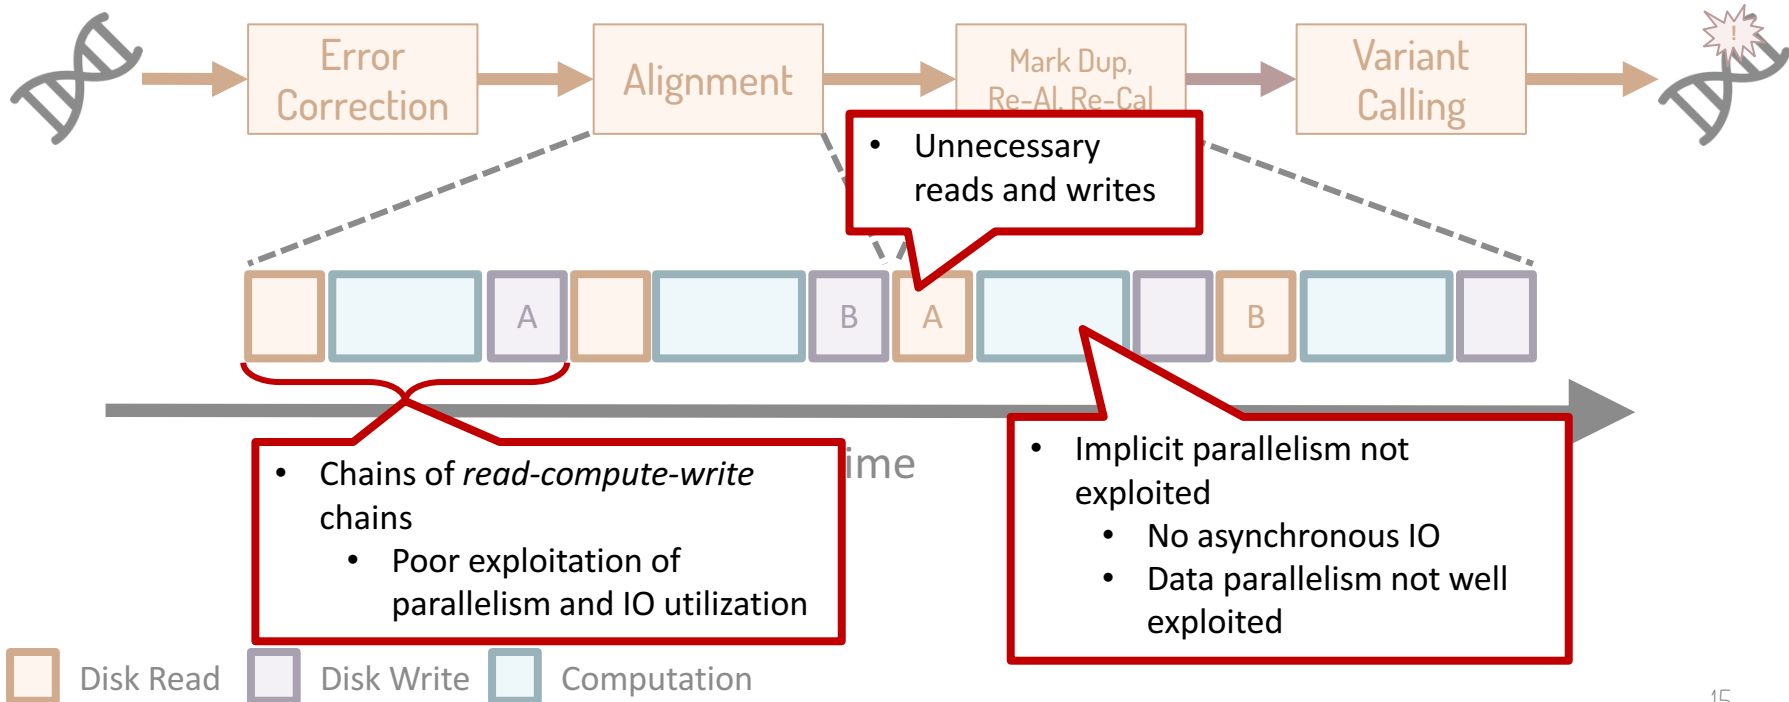 Error
Correction
Alignment
Mark Dup,
Re-Al, Re-Cal
Variant
Calling
!
• Unnecessary
reads and writes
A
B
A
B
• Chains of read-compute-write
chains
• Poor exploitation of
parallelism and IO utilization
ime
• Implicit parallelism not
exploited
• No asynchronous IO
• Data parallelism not well
exploited
Disk Read
Disk Write
Computation
15